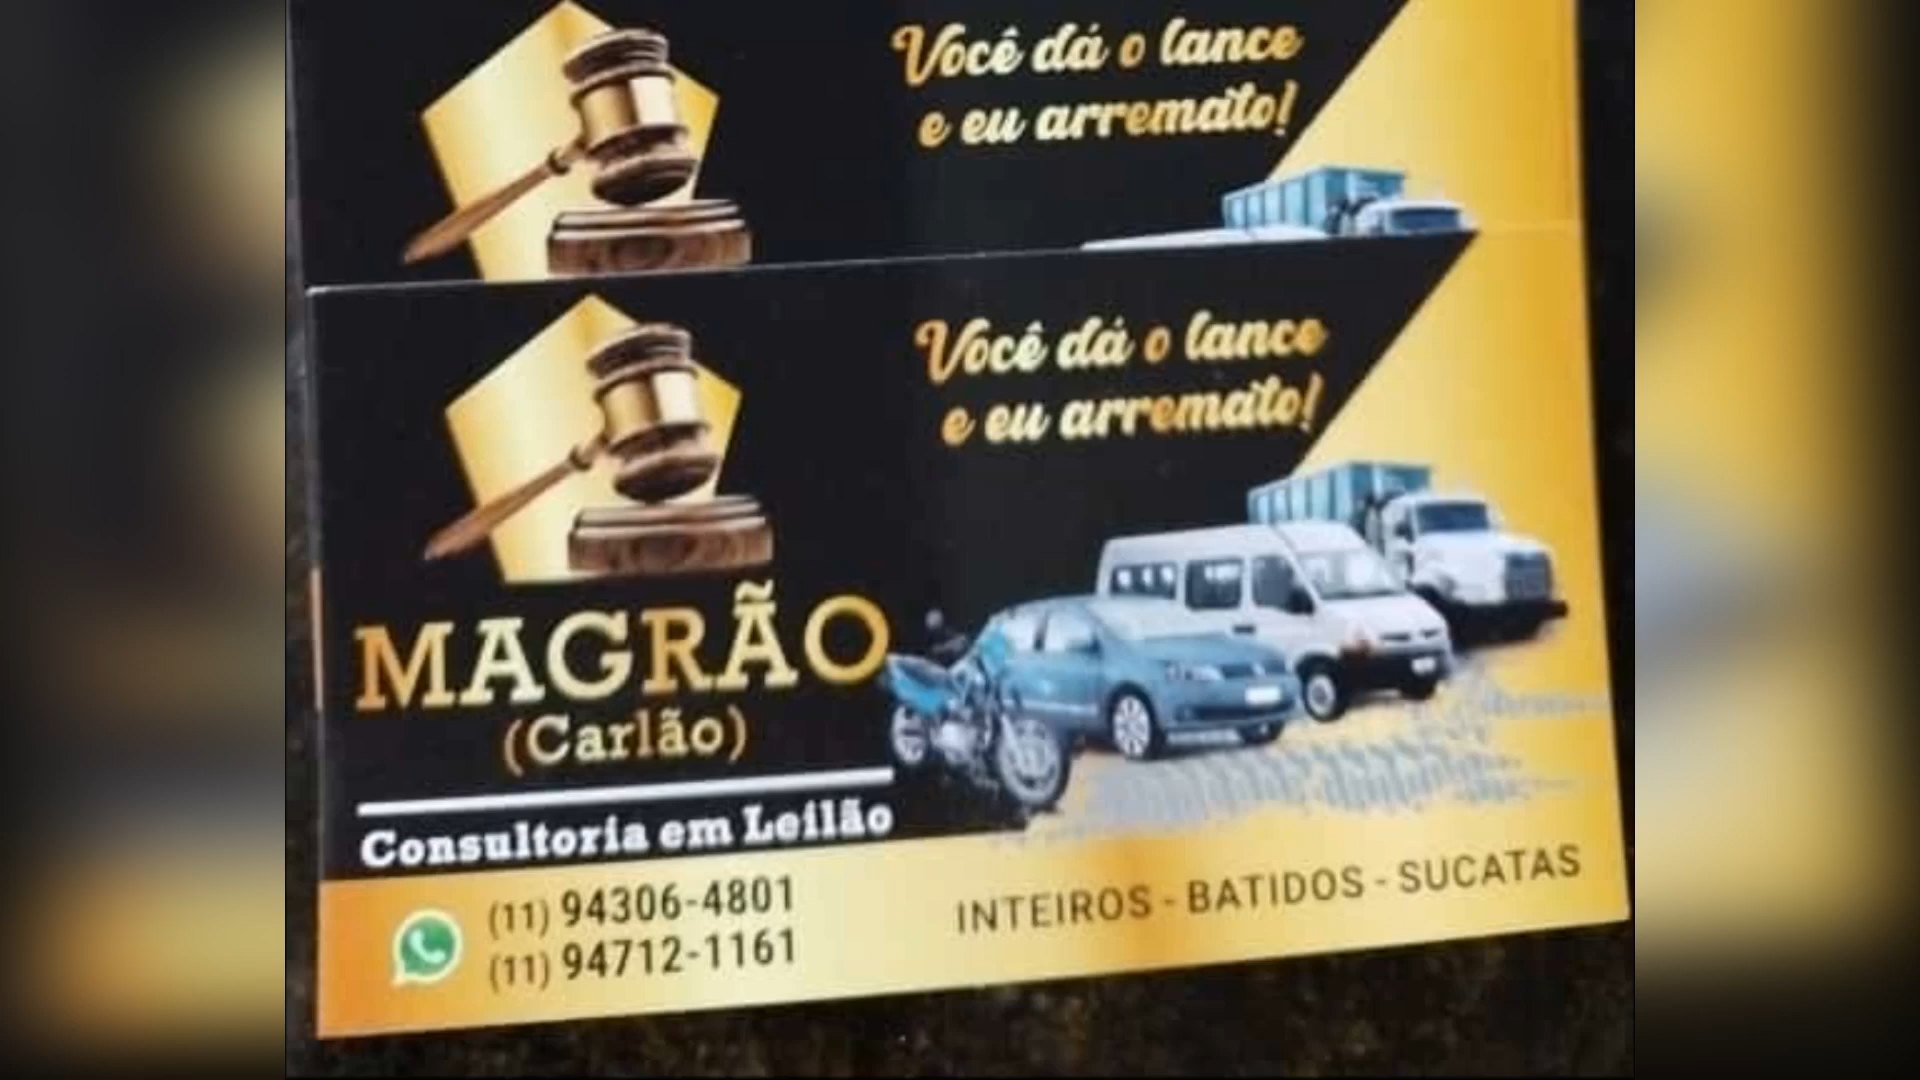 Você dá o lance
e eu arremato!
Você dá o lance
e eu arremato!
MAGRÃO
(Carlão)
Consultoria em Leilão
(11) 94306-4801
(11) 94712-1161
INTEIROS - BATIDOS - SUCATAS